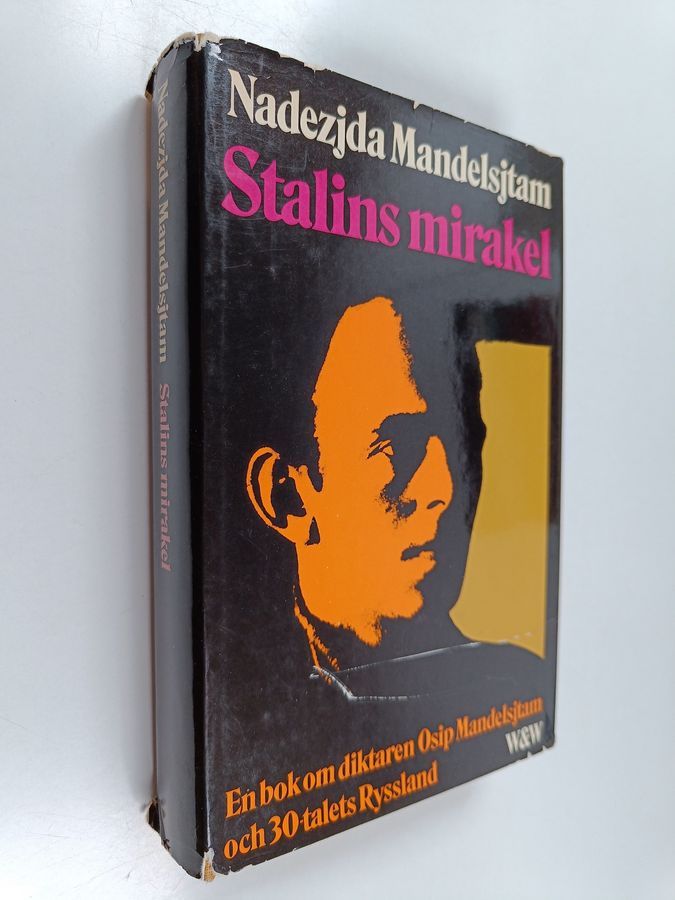 Nadezjda Mandelsjtam
Stalins mirakel
En bok om diktaren Osip Mandelsjtam
och 30-talets Ryssland
W&W
Nadezjda Mandelsjtam Stalins mirakel